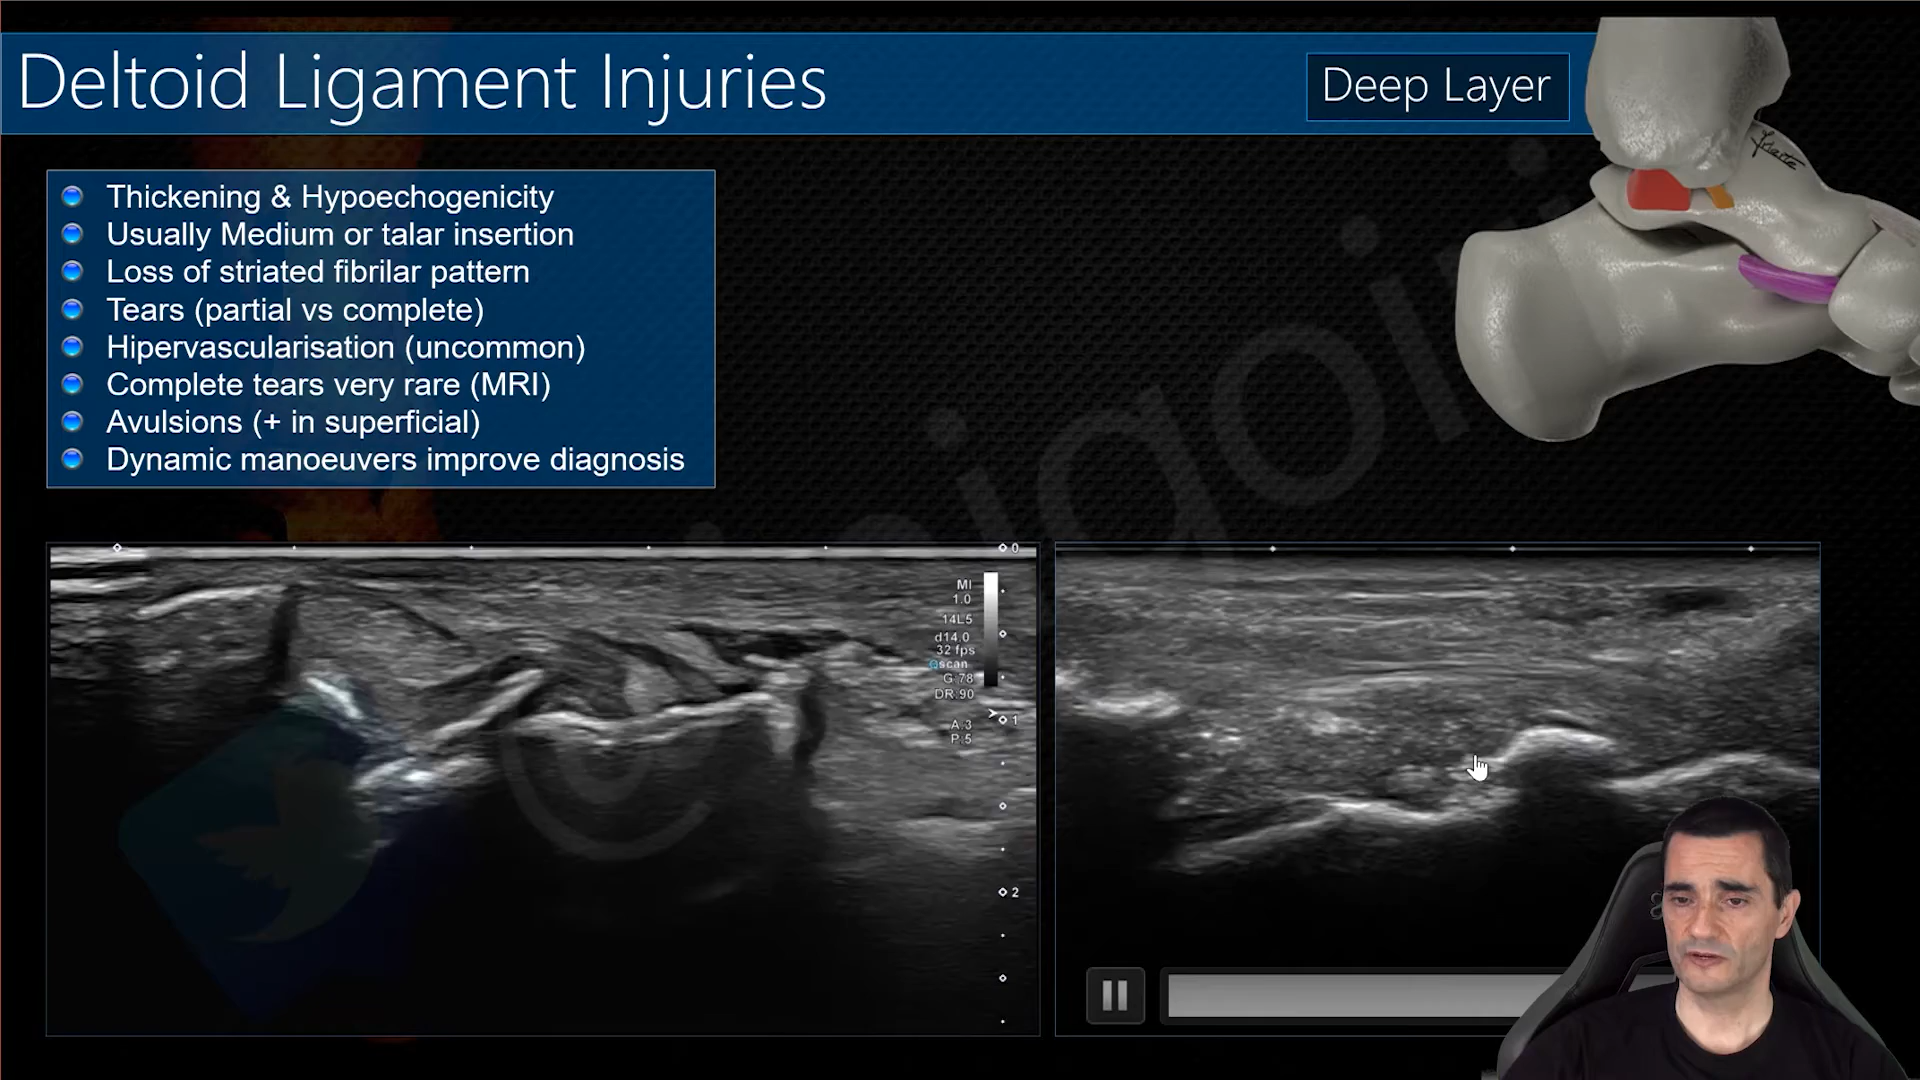 Deltoid Ligament Injuries
Deep Layer
Thickening & Hypoechogenicity
Usually Medium or talar insertion
Loss of striated fibrilar pattern
Tears (partial vs complete)
Hipervascularisation (uncommon)
Complete tears very rare (MRI)
Avulsions (+ in superficial)
Dynamic manoeuvers improve diagnosis
0
MI
1.0
14L5
d14.0
32 fps
scan
G:78
DR:90
1
A:3
P:5
2